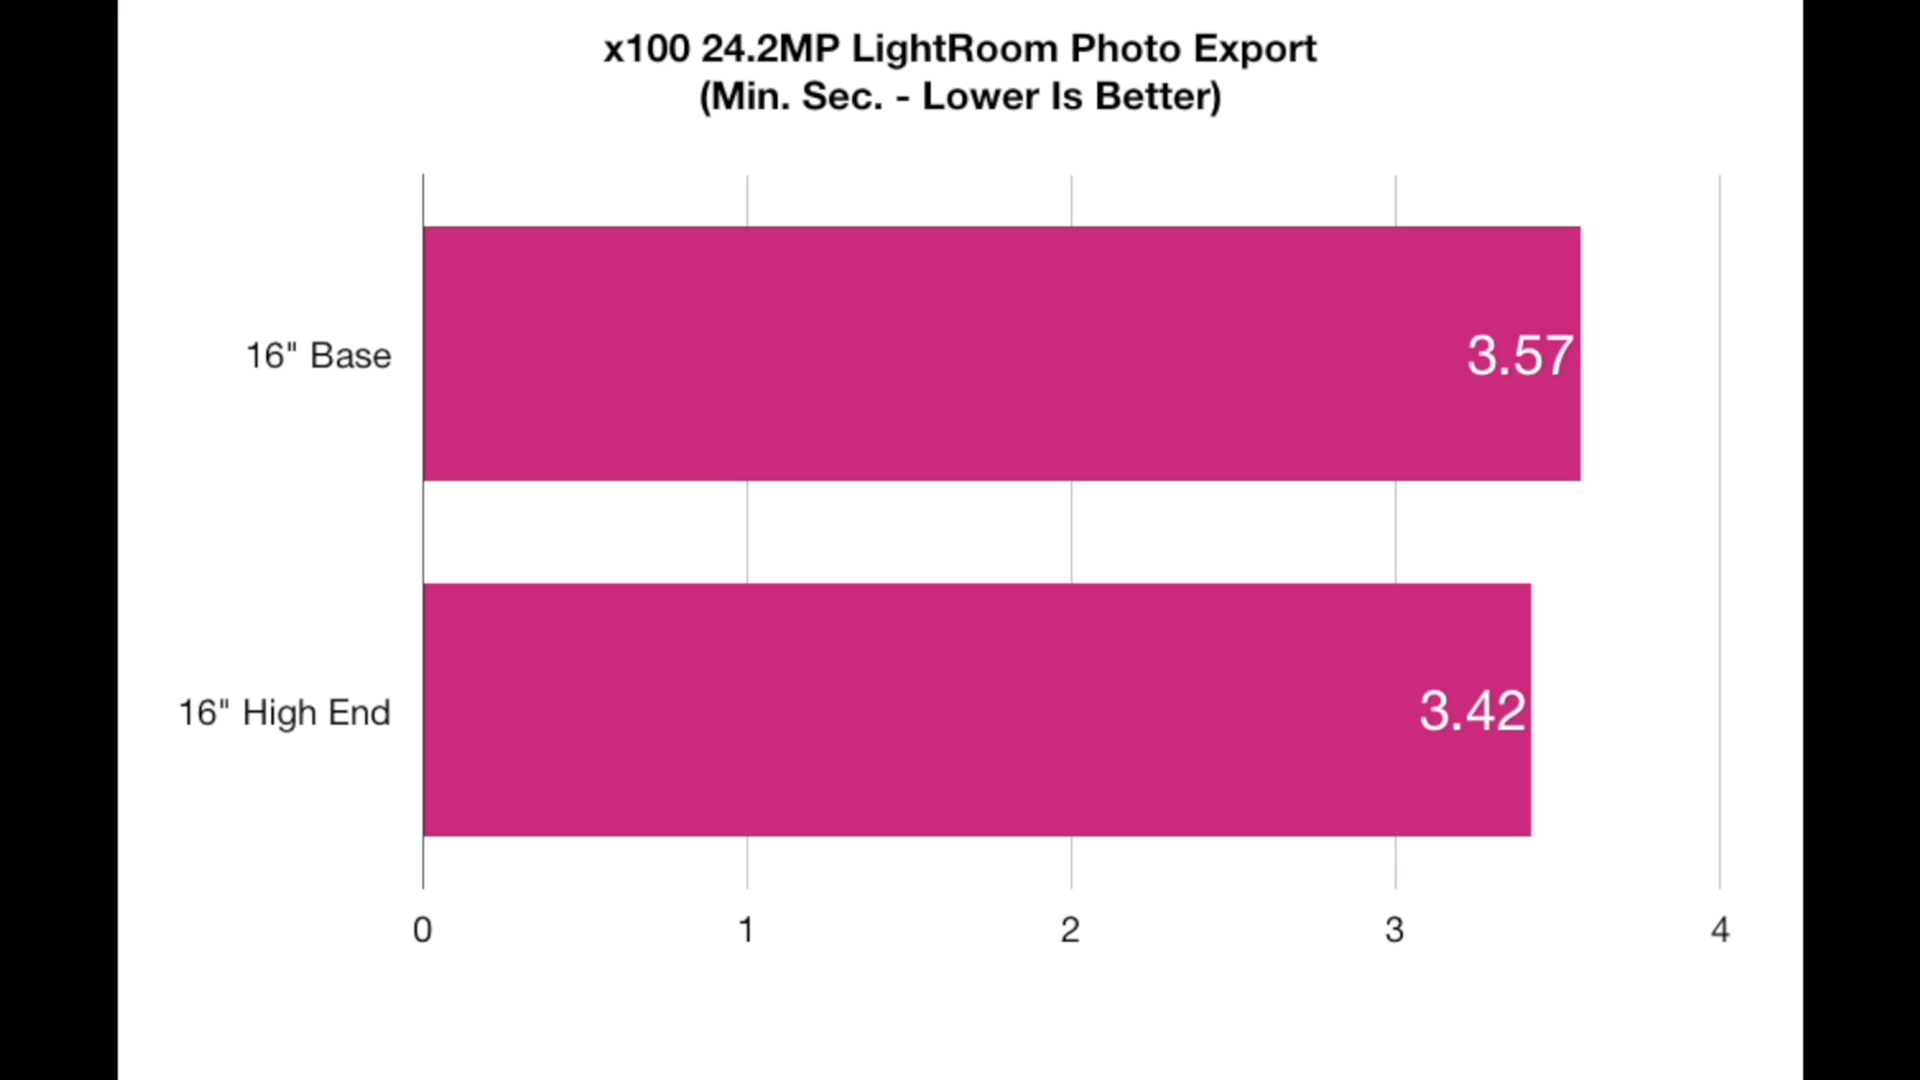 x100 24.2MP LightRoom Photo Export
(Min. Sec. - Lower Is Better)
16" Base
3.57
16" High End
3.42
0 1 2 3 4